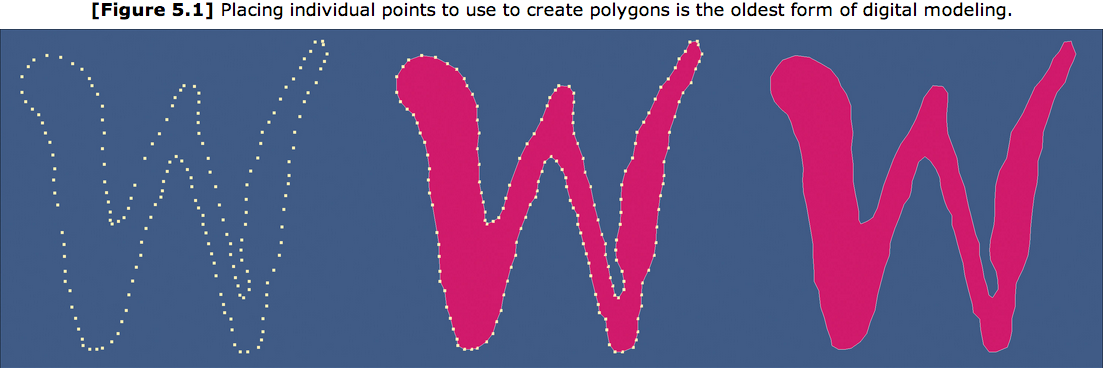 [Figure 5.1] Placing individual points to use to create polygons is the oldest form of digital modeling.
W W W